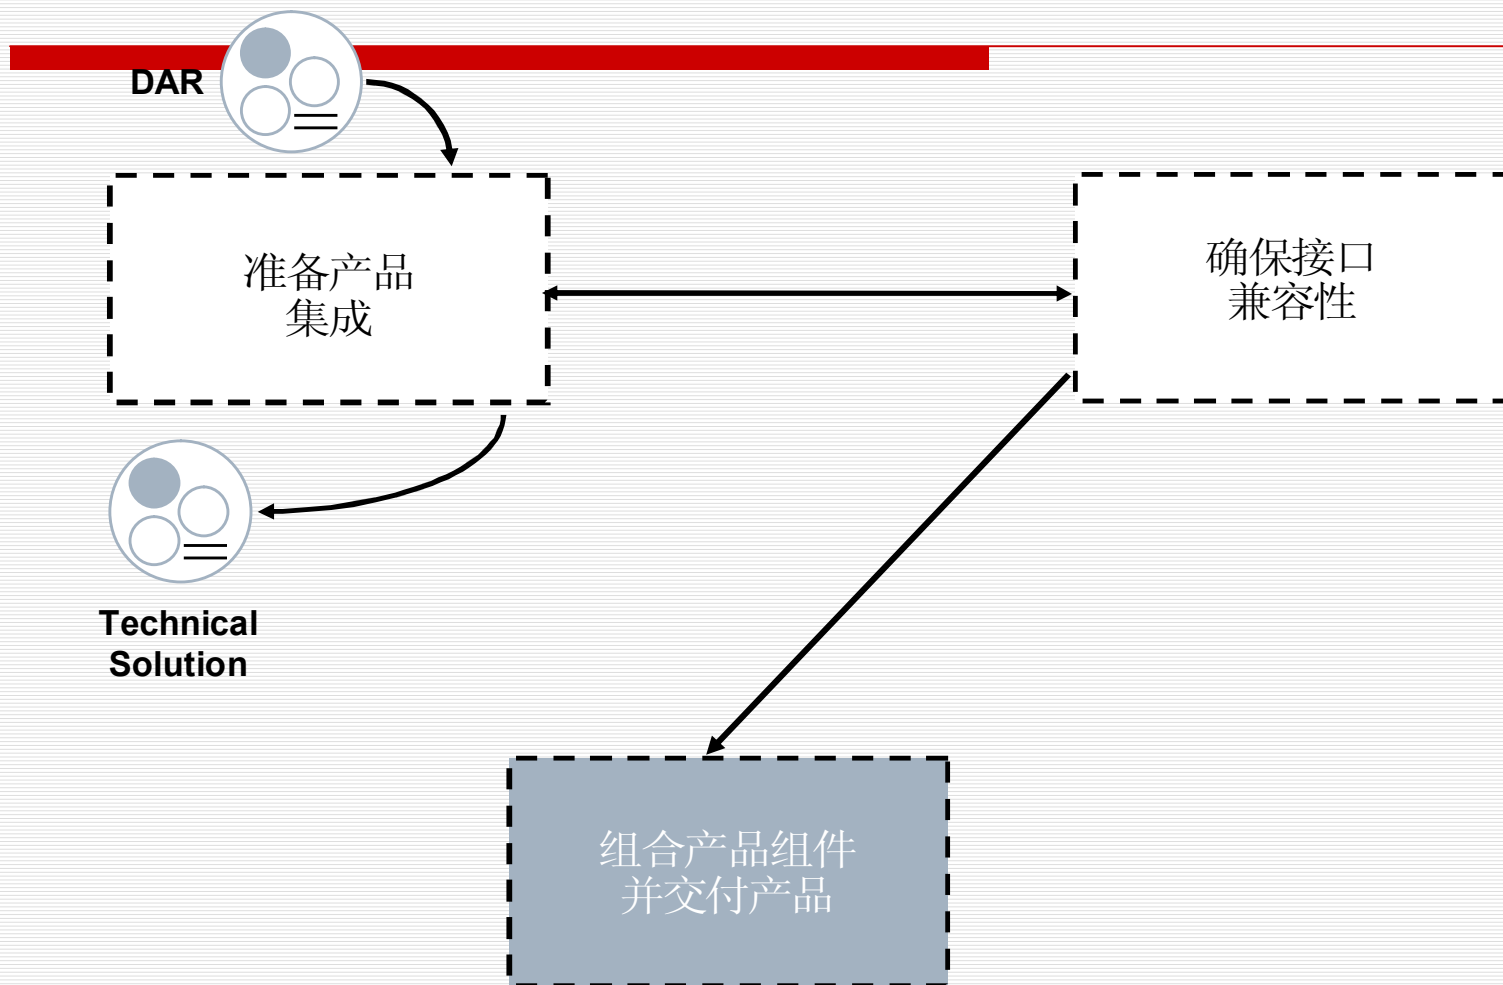 DAR
准备产品
集成
确保接口
兼容性
Technical
Solution
组合产品组件
并交付产品